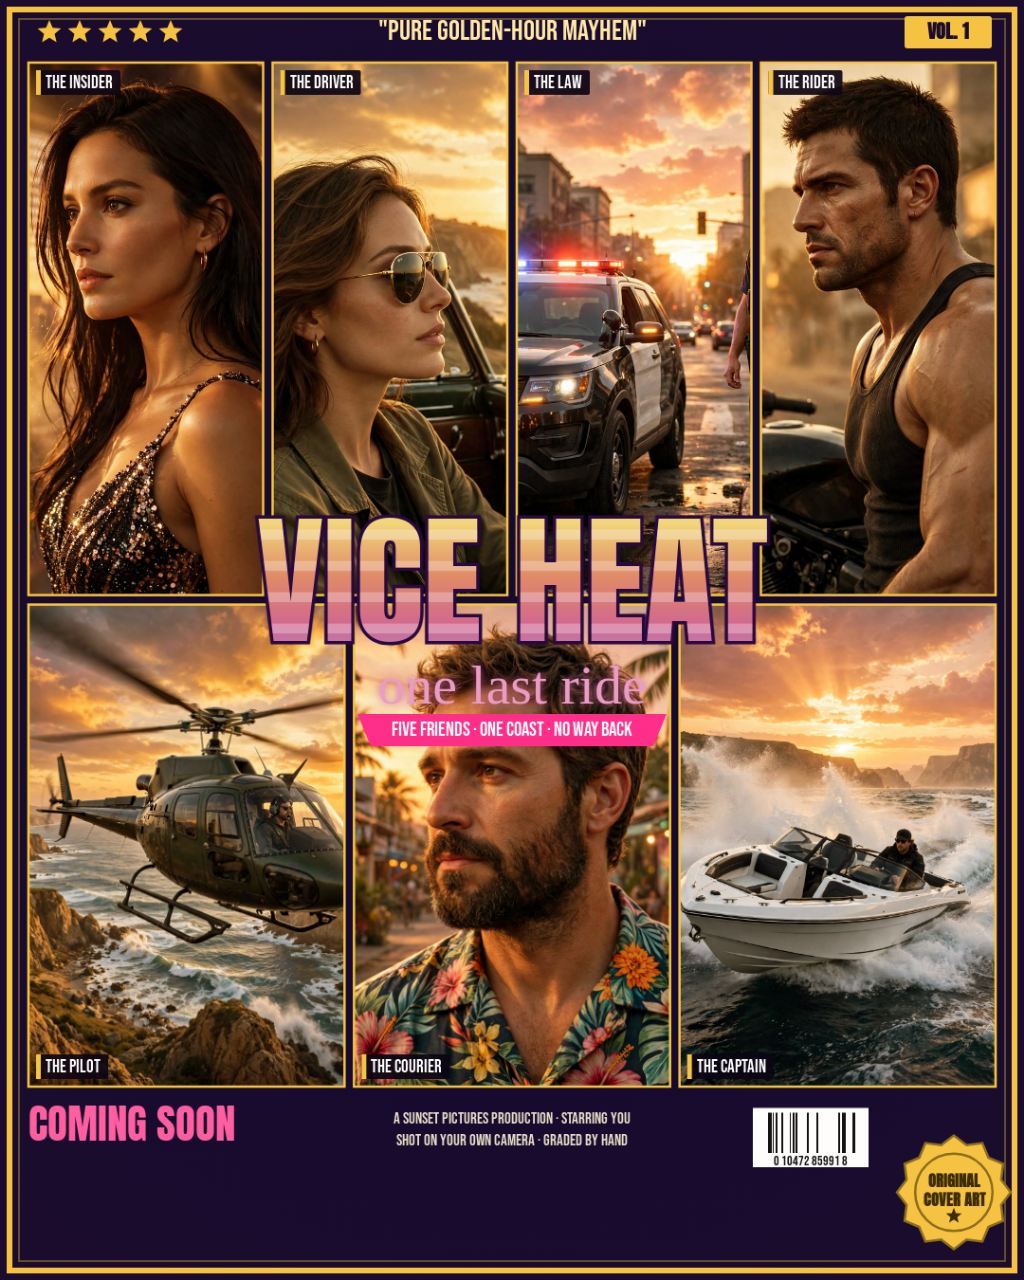 "PURE GOLDEN-HOUR MAYHEM"
VOL. 1
THE INSIDER
THE DRIVER
THE LAW
THE RIDER
VICE HEAT
one last ride
FIVE FRIENDS · ONE COAST · NO WAY BACK
THE PILOT
THE COURIER
THE CAPTAIN
COMING SOON
A SUNSET PICTURES PRODUCTION · STARRING YOU
SHOT ON YOUR OWN CAMERA · GRADED BY HAND
0 10472 85991 8
ORIGINAL
COVER ART